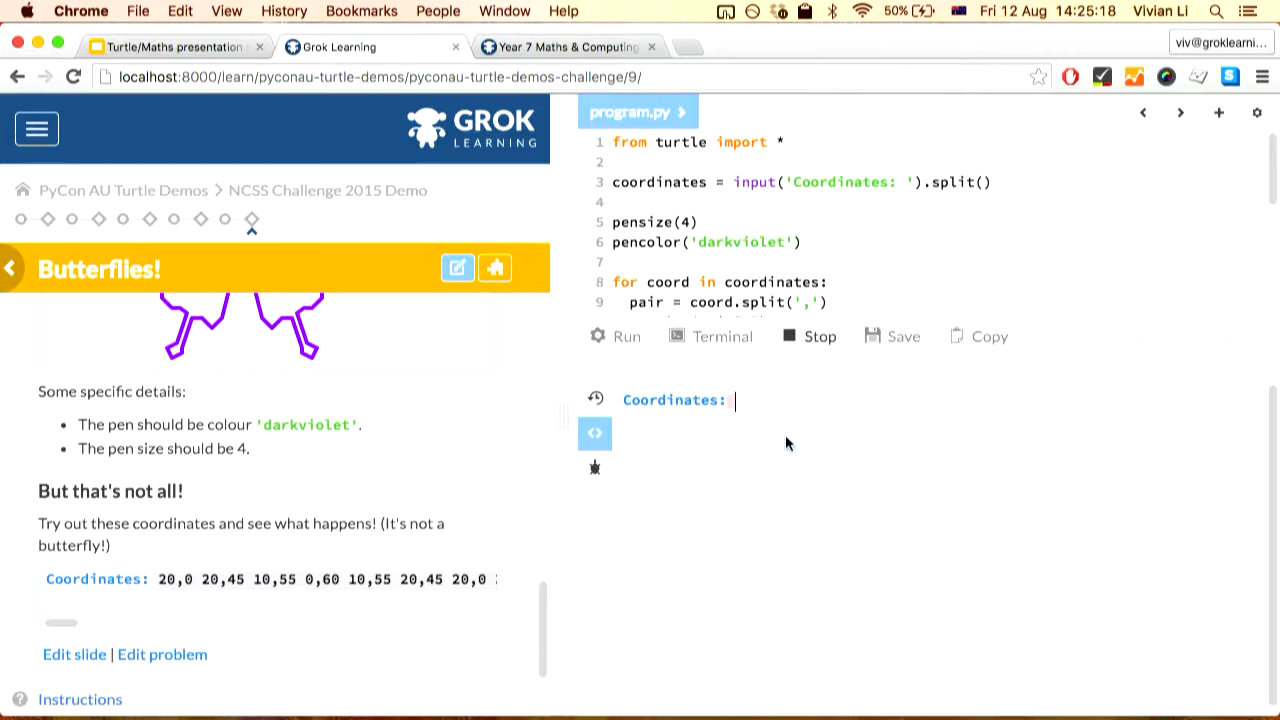 Chrome File Edit View History Bookmarks People Window Help 50% Fri 12 Aug 14:25:18 Vivian Li
Turtle/Maths presentation
Grok Learning
Year 7 Maths & Computing
viv@groklearni...
localhost:8000/learn/pyconau-turtle-demos/pyconau-turtle-demos-challenge/9/
GROK
LEARNING
PyCon AU Turtle Demos NCSS Challenge 2015 Demo
Butterflies!
Some specific details:
The pen should be colour 'darkviolet'.
The pen size should be 4.
But that's not all!
Try out these coordinates and see what happens! (It's not a
butterfly!)
Coordinates: 20,0 20,45 10,55 0,60 10,55 20,45 20,0
Edit slide | Edit problem
Instructions
program.py
1 from turtle import *
2
3 coordinates = input('Coordinates: ').split()
4
5 pensize(4)
6 pencolor('darkviolet')
7
8 for coord in coordinates:
9 pair = coord.split(',')
Run Terminal Stop Save Copy
Coordinates: